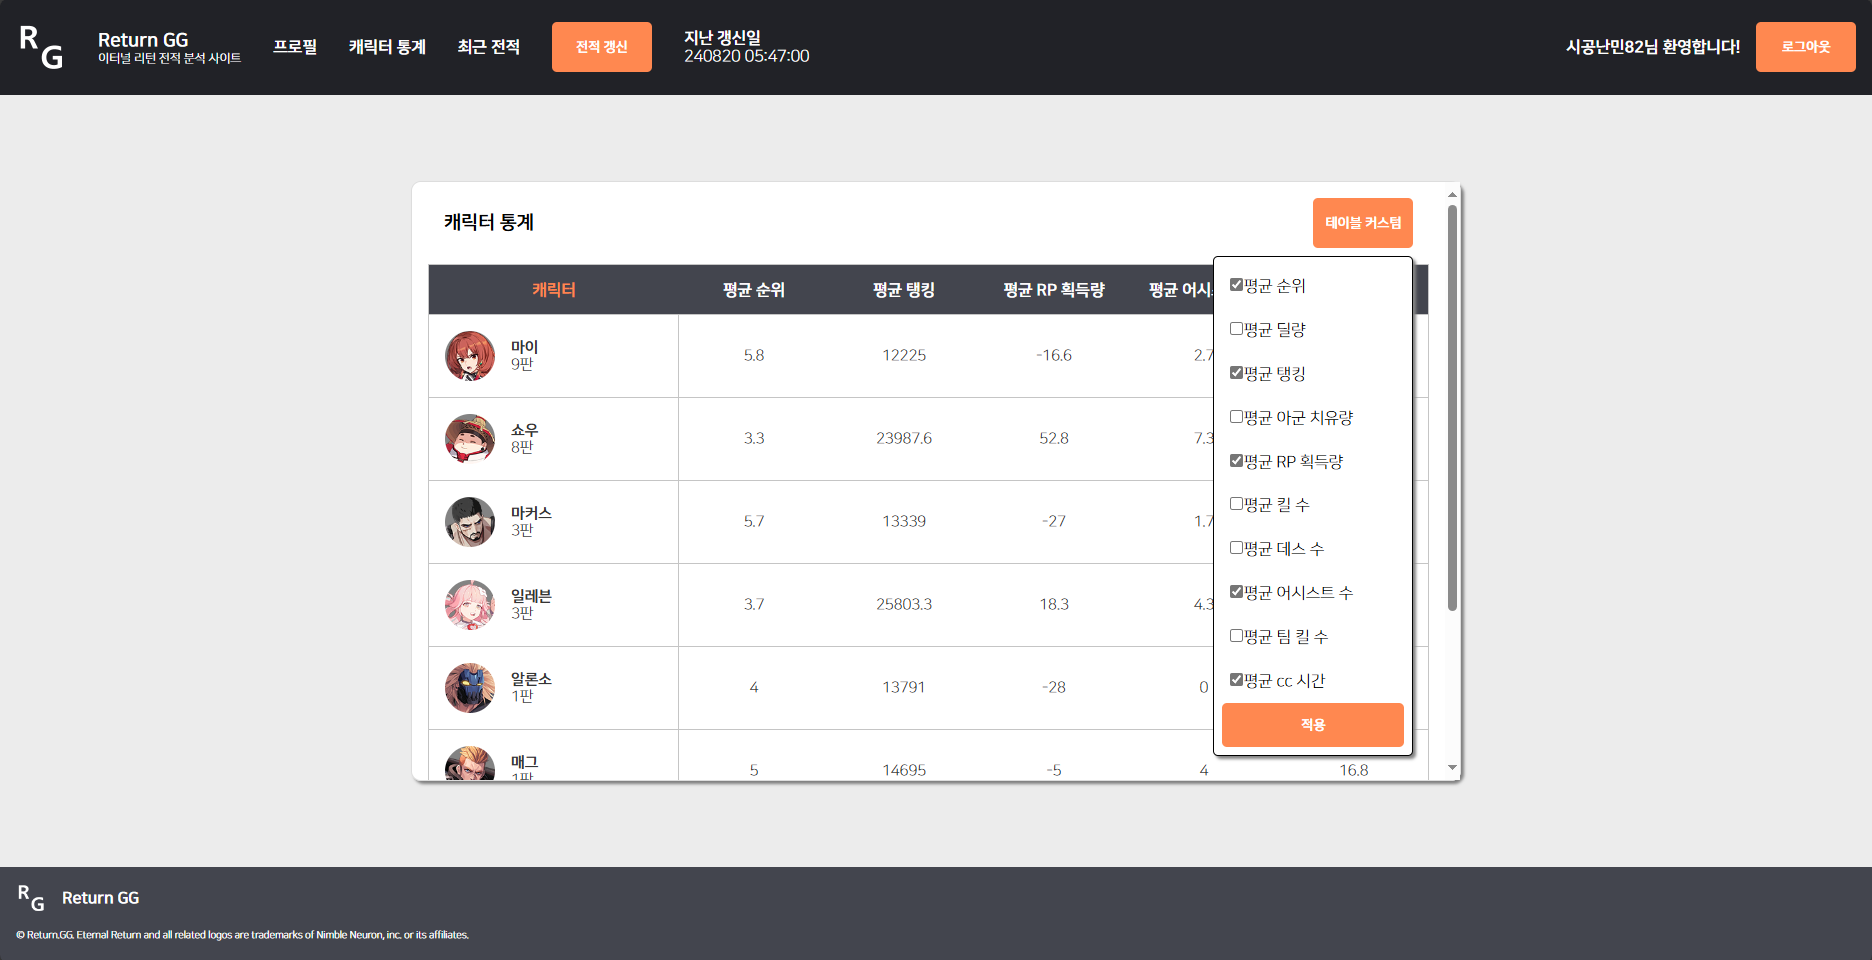 R G
Return GG
이터널 리턴 전적 분석 사이트
프로필
캐릭터 통계
최근 전적
전적 갱신
지난 갱신일
240820 05:47:00
시공난민82님 환영합니다!
로그아웃
캐릭터 통계
테이블 커스텀
캐릭터 평균 순위 평균 탱킹 평균 RP 획득량 평균 어시
마이
9판
5.8 12225 -16.6 2.7
쇼우
8판
3.3 23987.6 52.8 7.3
마커스
3판
5.7 13339 -27 1.7
일레븐
3판
3.7 25803.3 18.3 4.3
알론소
1판
4 13791 -28 0
매그
1판
5 14695 -5 4 16.8
평균 순위
평균 딜량
평균 탱킹
평균 아군 치유량
평균 RP 획득량
평균 킬 수
평균 데스 수
평균 어시스트 수
평균 팀 킬 수
평균 cc 시간
적용
R G
Return GG
© Return.GG. Eternal Return and all related logos are trademarks of Nimble Neuron, inc. or its affiliates.